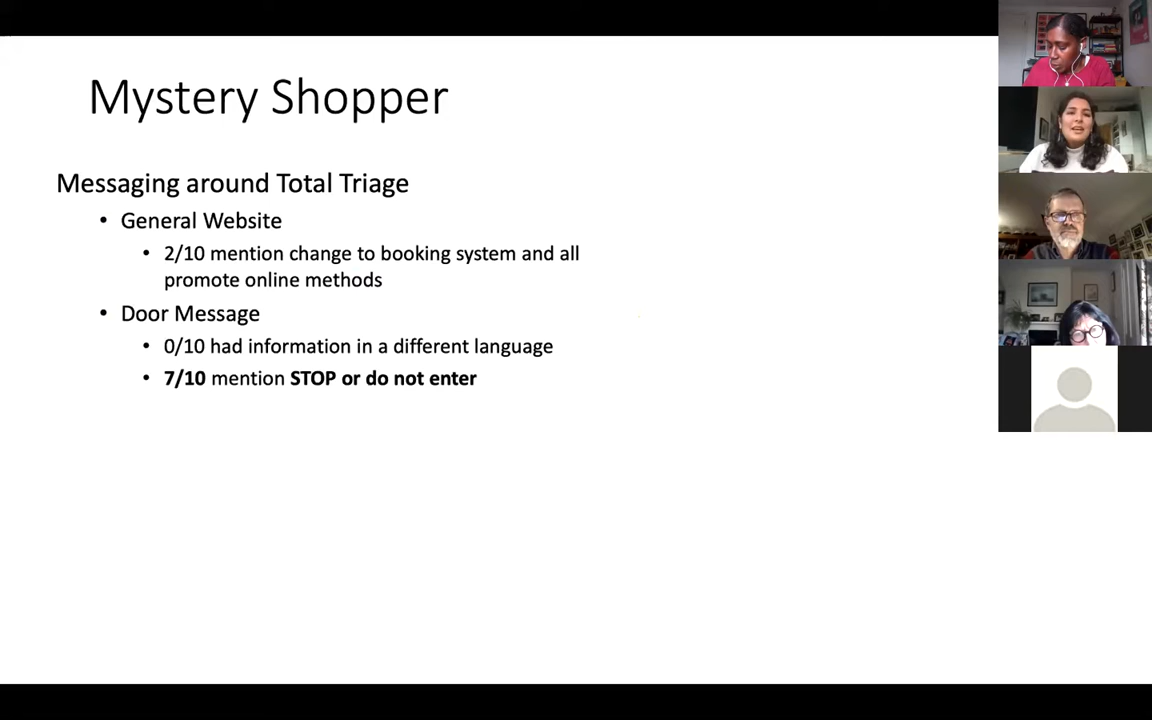 Mystery Shopper
Messaging around Total Triage
• General Website
• 2/10 mention change to booking system and all
promote online methods
• Door Message
• 0/10 had information in a different language
• 7/10 mention STOP or do not enter